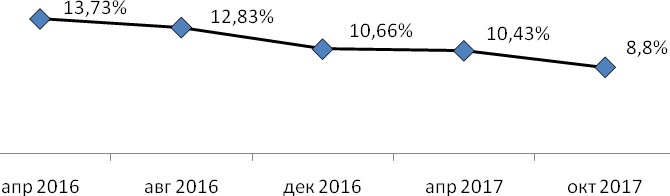 13,73%
12,83%
10,66%
10,43%
8,8%
апр 2016
авг 2016
дек 2016
апр 2017
окт 2017